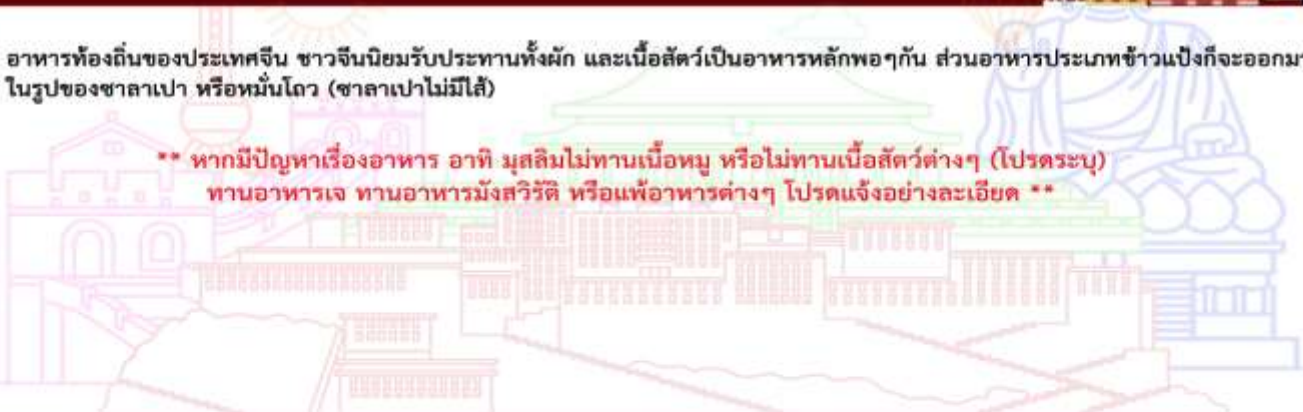 อาหารท้องถิ่นของประเทศจีน ชาวจีนนิยมรับประทานทั้งผัก และเนื้อสัตว์เป็นอาหารหลักพอๆกัน ส่วนอาหารประเภทข้าวแป้งก็จะออกมา
ในรูปของซาลาเปา หรือหมั่นโถว (ซาลาเปาไม่มีไส้)
** หากมีปัญหาเรื่องอาหาร อาทิ มุสลิมไม่ทานเนื้อหมู หรือไม่ทานเนื้อสัตว์ต่างๆ (โปรดระบุ)
ทานอาหารเจ ทานอาหารมังสวิรัติ หรือแพ้อาหารต่างๆ โปรดแจ้งอย่างละเอียด **